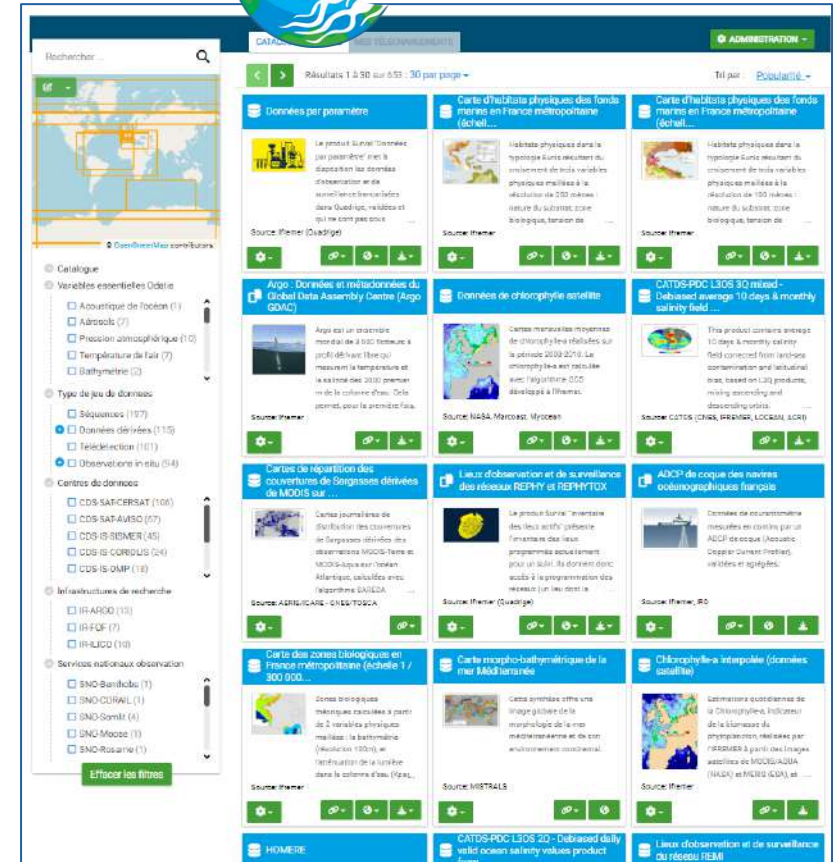 Rechercher ...
CATAL
MES TÉLÉCHARGEMENTS
ADMINISTRATION
Résultats 1 à 30 sur 653 : 30 par page
Tri par : Popularité
© OpenStreetMap contributors
Catalogue
Variables essentielles Odatis
Acoustique de l'océan (1)
Aérosols (7)
Pression atmosphérique (10)
Température de l'air (7)
Bathymétrie (2)
Type de jeu de données
Séquences (197)
Données dérivées (115)
Télédétection (101)
Observations in situ (94)
Centres de données
CDS-SAT-CERSAT (106)
CDS-SAT-AVISO (67)
CDS-IS-SISMER (45)
CDS-IS-CORIOLIS (24)
CDS-IS-OMP (18)
Infrastructures de recherche
IR-ARGO (13)
IR-FOF (7)
IR-ILICO (10)
Services nationaux observation
SNO-Benthobs (1)
SNO-CORAIL (1)
SNO-Somlit (4)
SNO-Moose (1)
SNO-Rosame (1)
Effacer les filtres
Données par paramètre
Le produit Surval "Données
par paramètre" met à
disposition les données
d'observation et de
surveillance bancarisées
dans Quadrige, validées et
qui ne sont pas sous
Source: Ifremer (Quadrige)
Carte d'habitats physiques des fonds
marins en France métropolitaine
(échell...
Habitats physiques dans la
typologie Eunis résultant du
croisement de trois variables
physiques maillées à la
résolution de 200 mètres :
nature du substrat, zone
biologique, tension de
Source: Ifremer
Carte d'habitats physiques des fonds
marins en France métropolitaine
(échell...
Habitats physiques dans la
typologie Eunis résultant du
croisement de trois variables
physiques maillées à la
résolution de 100 mètres :
nature du substrat, zone
biologique, tension de
Source: Ifremer
Argo : Données et métadonnées du
Global Data Assembly Centre (Argo
GDAC)
Argo est un ensemble
mondial de 3 000 flotteurs à
profil dérivant libre qui
mesurent la température et
la salinité des 2000 premier
m de la colonne d'eau. Cela
permet, pour la première fois,
Source: Ifremer
Données de chlorophylle satellite
Cartes mensuelles moyennes
de chlorophylle-a réalisées sur
la période 2003-2010. La
chlorophylle-a est calculée
avec l'algorithme OC5
développé à l'Ifremer.
Source: NASA, Marcoast, Myocean
CATDS-PDC L3OS 3Q mixed -
Debiased average 10 days & monthly
salinity field ...
This product contains average
10 days & monthly salinity
field corrected from land-sea
contamination and latitudinal
bias, based on L2Q products,
mixing ascending and
descending orbits.
Source: CATDS (CNES, IFREMER, LOCEAN, ACRI)
Cartes de répartition des
couvertures de Sargasses dérivées
de MODIS sur ...
Cartes journalières de
distribution des couvertures
de Sargasses dérivées des
observations MODIS-Terra et
MODIS-Aqua sur l'océan
Atlantique, calculées avec
l'algorithme
Source: AERIS/ICARE - CNES/TOSCA
Lieux d'observation et de surveillance
des réseaux REPHY et REPHYTOX
Le produit Surval "Inventaire
des lieux actifs" présente
l'inventaire des lieux
programmés actuellement
pour un suivi. Ils donnent donc
accès à la programmation des
réseaux (un lieu dont la
Source: Ifremer (Quadrige)
ADCP de coque des navires
océanographiques français
Données de courantométrie
mesurées en continu par un
ADCP de coque (Acoustic
Doppler Current Profiler),
validées et agrégées.
Source: Ifremer, IRD
Carte des zones biologiques en
France métropolitaine (échelle 1 /
300 000...
Zones biologiques
théoriques calculées à partir
de 2 variables physiques
maillées : la bathymétrie
(résolution 100m), et
l'atténuation de la lumière
dans la colonne d'eau (Kpar,
Source: Ifremer
Carte morpho-bathymétrique de la
mer Méditerranée
Cette synthèse offre une
image globale de la
morphologie de la mer
méditerranéenne et de son
environnement continental.
Source: MISTRALS
Chlorophylle-a interpolée (données
satellite)
Estimations quotidiennes de
la Chlorophylle-a, indicateur
de la biomasse du
phytoplancton, réalisées par
l'IFREMER à partir des images
satellites de MODIS/AQUA
(NASA) et MERIS (ESA), et
Source: Ifremer
HOMERE
CATDS-PDC L3OS 2Q - Debiased daily
valid ocean salinity values product
from
Lieux d'observation et de surveillance
du réseau REMI